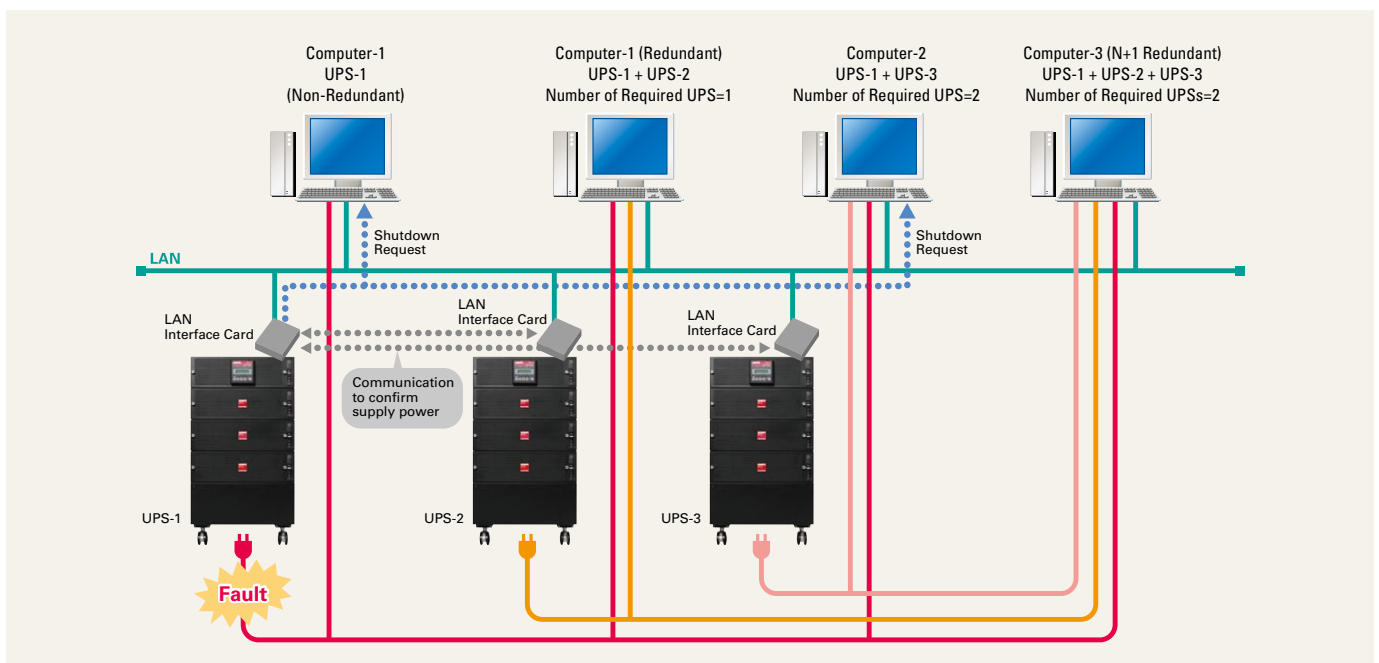 Computer-1
UPS-1
(Non-Redundant)
Computer-1 (Redundant)
UPS-1 + UPS-2
Number of Required UPS=1
Computer-2
UPS-1 + UPS-3
Number of Required UPS=2
Computer-3 (N+1 Redundant)
UPS-1 + UPS-2 + UPS-3
Number of Required UPSs=2
Shutdown
Request
Shutdown
Request
LAN
LAN
Interface Card
LAN
Interface Card
LAN
Interface Card
Communication
to confirm
supply power
UPS-1
UPS-2
UPS-3
Fault